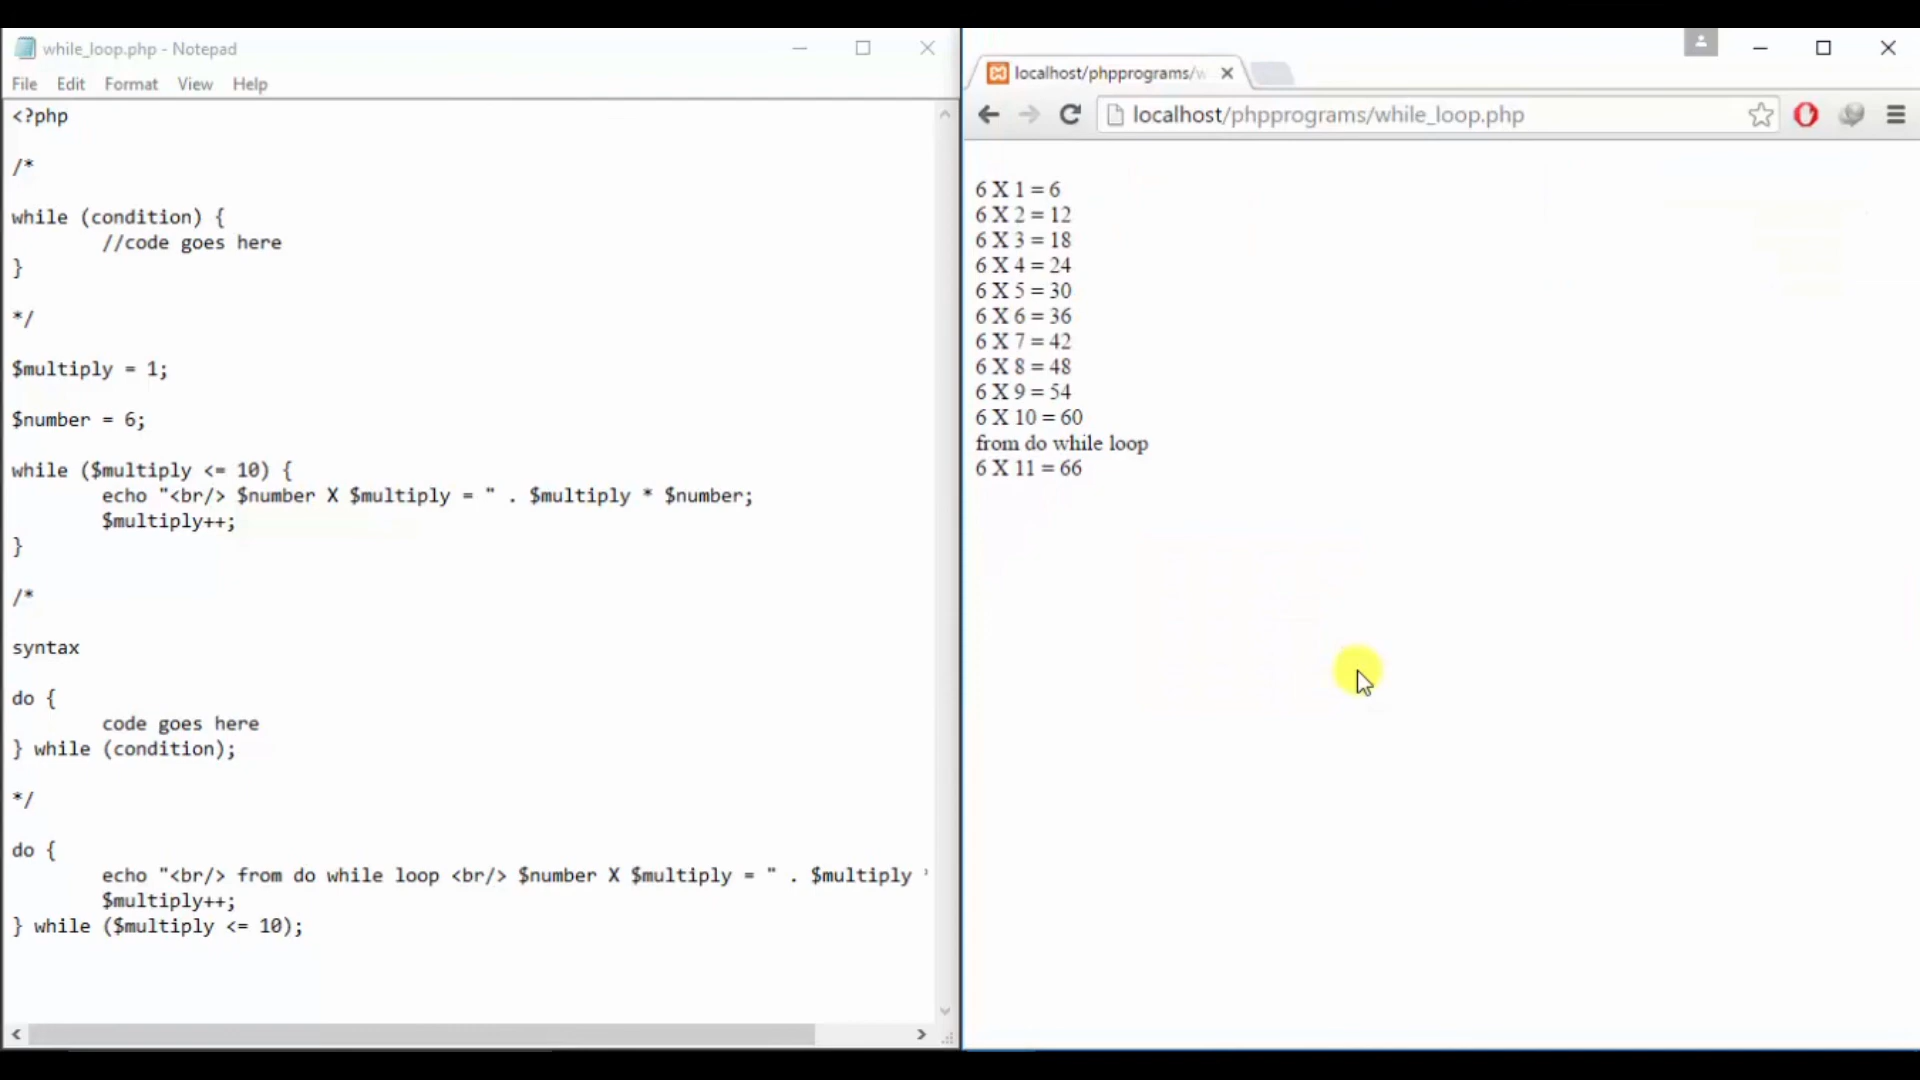 while_loop.php - Notepad
File Edit Format View Help
<?php
/*
while (condition) {
//code goes here
}
*/
$multiply = 1;
$number = 6;
while ($multiply <= 10) {
echo "<br/> $number X $multiply = " . $multiply * $number;
$multiply++;
}
/*
syntax
do {
code goes here
} while (condition);
*/
do {
echo "<br/> from do while loop <br/> $number X $multiply = " . $multiply
$multiply++;
} while ($multiply <= 10);
localhost/phpprograms/w
localhost/phpprograms/while_loop.php
6 X 1 = 6
6 X 2 = 12
6 X 3 = 18
6 X 4 = 24
6 X 5 = 30
6 X 6 = 36
6 X 7 = 42
6 X 8 = 48
6 X 9 = 54
6 X 10 = 60
from do while loop
6 X 11 = 66